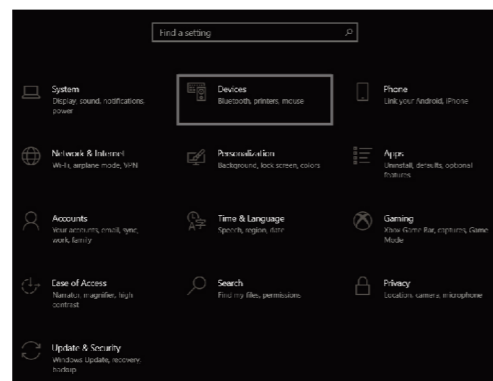 Find a setting
System
Display, sound, notifications,
power
Devices
Bluetooth, printers, mouse
Phone
Link your Android, iPhone
Network & Internet
Wi-Fi, airplane mode, VPN
Personalization
Background, lock screen, colors
Apps
Uninstall, defaults, optional
features
Accounts
Your accounts, email, sync,
work, family
Time & Language
Speech, region, date
Gaming
Xbox Game Bar, captures, Game
Mode
Ease of Access
Narrator, magnifier, high
contrast
Search
Find my files, permissions
Privacy
Location, camera, microphone
Update & Security
Windows Update, recovery,
backup